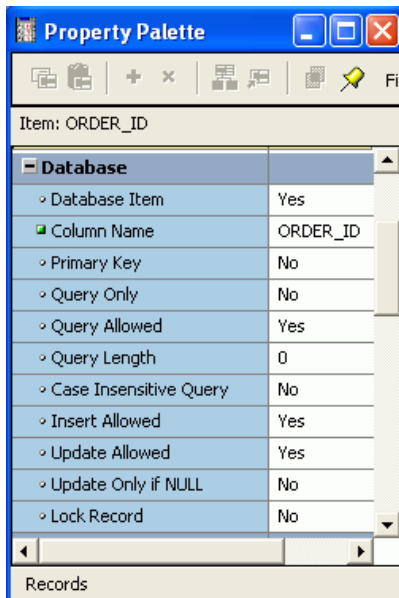 Property Palette
Fi
Item: ORDER_ID
Database
Database Item Yes
Column Name ORDER_ID
Primary Key No
Query Only No
Query Allowed Yes
Query Length 0
Case Insensitive Query No
Insert Allowed Yes
Update Allowed Yes
Update Only if NULL No
Lock Record No
Records